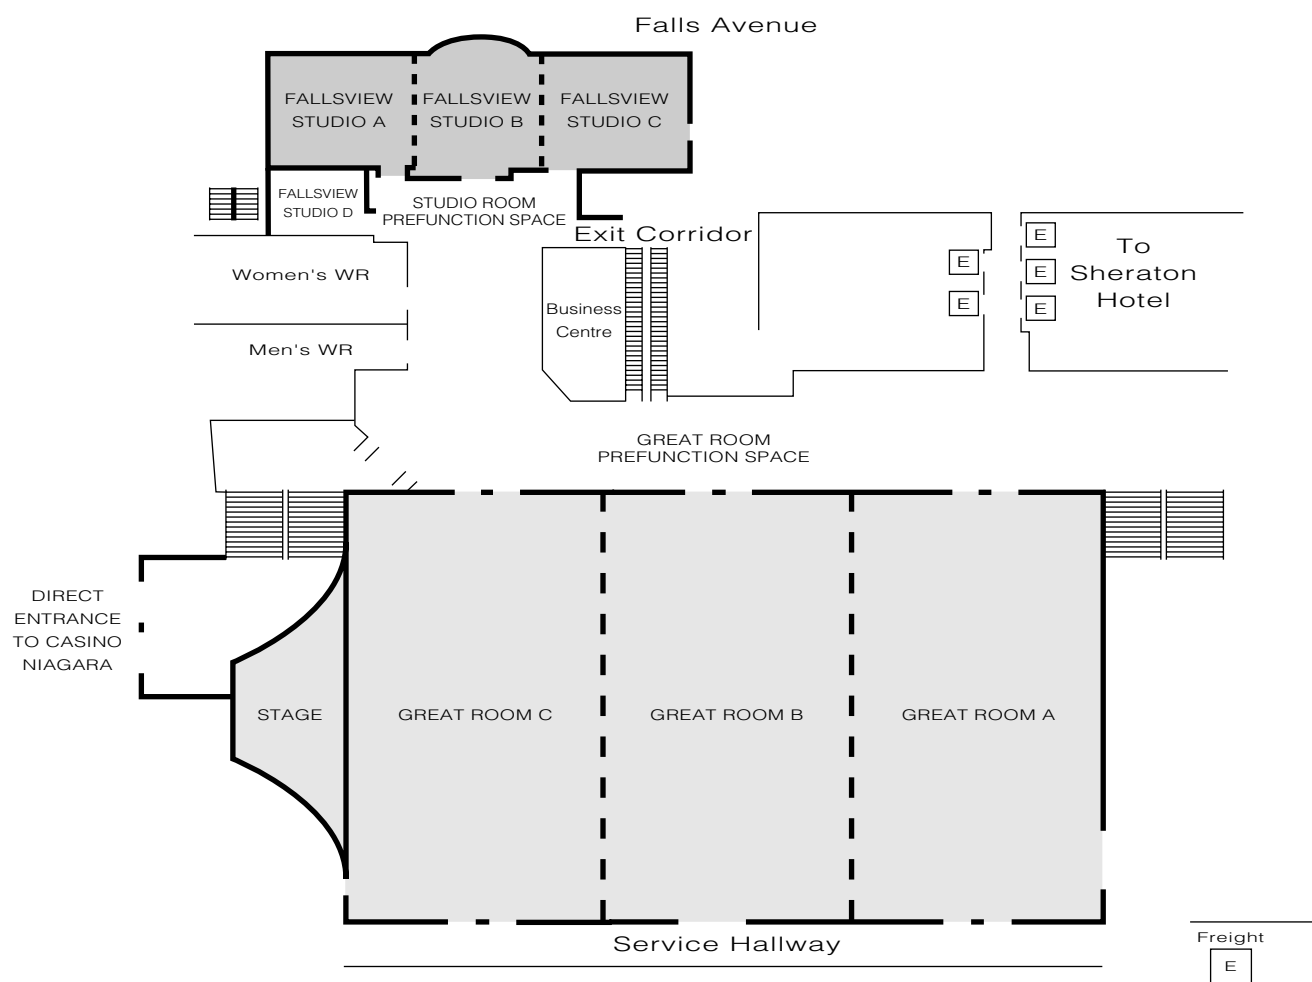 Falls Avenue
FALLSVIEW
STUDIO A
FALLSVIEW
STUDIO B
FALLSVIEW
STUDIO C
FALLSVIEW
STUDIO D
STUDIO ROOM
PREFUNCTION SPACE
Exit Corridor
Women's WR
Men's WR
Business
Centre
E
E
E
E
E
To
Sheraton
Hotel
GREAT ROOM
PREFUNCTION SPACE
DIRECT
ENTRANCE
TO CASINO
NIAGARA
STAGE
GREAT ROOM C
GREAT ROOM B
GREAT ROOM A
Service Hallway
Freight
E